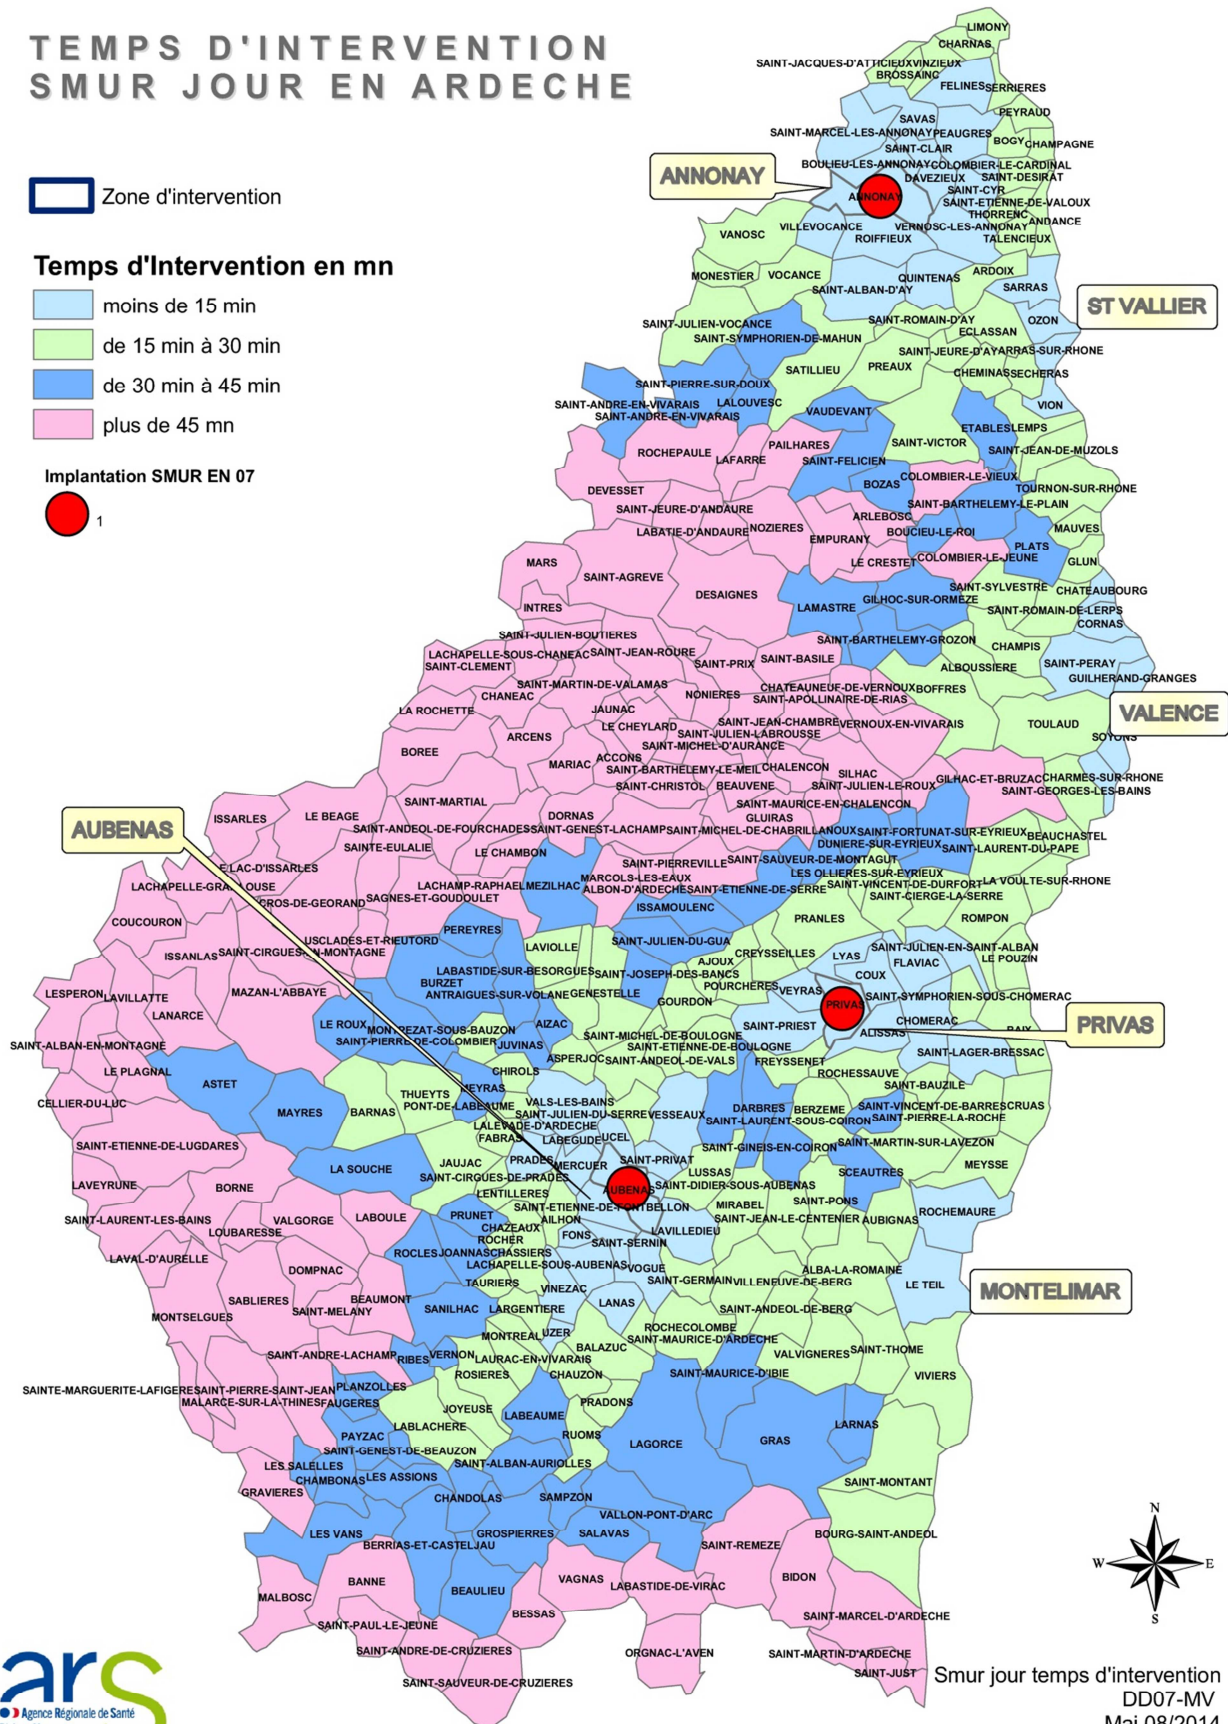 TEMPS D'INTERVENTION
SMUR JOUR EN ARDECHE
Zone d'intervention
Temps d'Intervention en mn
moins de 15 min
de 15 min à 30 min
de 30 min à 45 min
plus de 45 mn
Implantation SMUR EN 07
1
LIMONY
CHARNAS
SAINT-JACQUES-D'ATTICIEUX VINZIEUX
BROSSAINC
FELINES SERRIERES
PEYRAUD
SAVAS
SAINT-MARCEL-LES-ANNONAY PEAUGRES
BOGY CHAMPAGNE
SAINT-CLAIR
BOULIEU-LES-ANNONAY COLOMBIER-LE-CARDINAL
ANNONAY
DAVEZIEUX SAINT-DESIRAT
SAINT-CYR
ANNONAY
SAINT-ETIENNE-DE-VALOUX
THORRENC
ANDANCE
VILLEVOCANCE VERNOSC-LES-ANNONAY
VANOSC ROIFFIEUX TALENCIEUX
MONESTIER VOCANCE QUINTENAS ARDOIX
SAINT-ALBAN-D'AY SARRAS
ST VALLIER
SAINT-JULIEN-VOCANCE SAINT-ROMAIN-D'AY OZON
ECLASSAN
SAINT-SYMPHORIEN-DE-MAHUN
SAINT-JEURE-D'AY ARRAS-SUR-RHONE
SATILLIEU PREAUX CHEMINAS SECHERAS
SAINT-PIERRE-SUR-DOUX
SAINT-ANDRE-EN-VIVARAIS LALOUVESC
SAINT-ANDRE-EN-VIVARAIS VAUDEVANT VION
ETABLES LEMPS
PAILHARES SAINT-VICTOR
ROCHEPAULE LAFARRE SAINT-FELICIEN SAINT-JEAN-DE-MUZOLS
COLOMBIER-LE-VIEUX
DEVESSET BOZAS TOURNON-SUR-RHONE
SAINT-JEURE-D'ANDAURE SAINT-BARTHELEMY-LE-PLAIN
ARLEBOSC
LABATIE-D'ANDAURE NOZIERES BOUCIEU-LE-ROI MAUVES
EMPURANY PLATS
MARS LE CRESTET COLOMBIER-LE-JEUNE GLUN
SAINT-AGREVE
DESAIGNES SAINT-SYLVESTRE CHATEAUBOURG
INTRES LAMASTRE GILHOC-SUR-ORMEZE SAINT-ROMAIN-DE-LERPS
CORNAS
SAINT-JULIEN-BOUTIERES SAINT-BARTHELEMY-GROZON
LACHAPELLE-SOUS-CHANEAC SAINT-JEAN-ROURE CHAMPIS
SAINT-CLEMENT SAINT-PRIX SAINT-BASILE ALBOUSSIERE SAINT-PERAY
GUILHERAND-GRANGES
SAINT-MARTIN-DE-VALAMAS CHATEAUNEUF-DE-VERNOUX BOFFRES
CHANEAC NONIERES SAINT-APOLLINAIRE-DE-RIAS
LA ROCHETTE JAUNAC VALENCE
LE CHEYLARD SAINT-JEAN-CHAMBRE VERNOUX-EN-VIVARAIS TOULAUD
ARCENS SAINT-JULIEN-LABROUSSE SOYONS
BOREE SAINT-MICHEL-D'AURANCE
MARIAC ACCONS
SAINT-BARTHELEMY-LE-MEIL CHALENCON SILHAC
SAINT-CHRISTOL BEAUVENE SAINT-JULIEN-LE-ROUX GILHAC-ET-BRUZAC CHARMES-SUR-RHONE
SAINT-GEORGES-LES-BAINS
SAINT-MARTIAL SAINT-MAURICE-EN-CHALENCON
ISSARLES LE BEAGE DORNAS GLUIRAS
AUBENAS
SAINT-ANDEOL-DE-FOURCHADES SAINT-GENEST-LACHAMP SAINT-MICHEL-DE-CHABRILLANOUX SAINT-FORTUNAT-SUR-EYRIEUX BEAUCHASTEL
SAINTE-EULALIE LE CHAMBON DUNIERE-SUR-EYRIEUX SAINT-LAURENT-DU-PAPE
SAINT-PIERREVILLE SAINT-SAUVEUR-DE-MONTAGUT
LES OLLIERES-SUR-EYRIEUX
LACHAPELLE-GRAILLOUSE LACHAMP-RAPHAEL MEZILHAC MARCOLS-LES-EAUX
ALBON-D'ARDECHE SAINT-ETIENNE-DE-SERRE SAINT-VINCENT-DE-DURFORT LA VOULTE-SUR-RHONE
CROS-DE-GEORAND SAGNES-ET-GOUDOULET SAINT-CIERGE-LA-SERRE
COUCOURON ISSAMOULENC PRANLES ROMPON
PEREYRES
USCLADES-ET-RIEUTORD LAVIOLLE SAINT-JULIEN-DU-GUA SAINT-JULIEN-EN-SAINT-ALBAN
ISSANLAS SAINT-CIRGUES-EN-MONTAGNE CREYSSEILLES LYAS FLAVIAC LE POUZIN
LABASTIDE-SUR-BESORGUES SAINT-JOSEPH-DES-BANCS AJOUX COUX
LESPERON LAVILLATTE MAZAN-L'ABBAYE BURZET POURCHERES VEYRAS
ANTRAIGUES-SUR-VOLANE GENESTELLE GOURDON SAINT-SYMPHORIEN-SOUS-CHOMERAC
LANARCE PRIVAS
LE ROUX MONTPEZAT-SOUS-BAUZON AIZAC SAINT-PRIEST CHOMERAC BAIX PRIVAS
SAINT-PIERRE-DE-COLOMBIER JUVINAS SAINT-MICHEL-DE-BOULOGNE ALISSAS
SAINT-ALBAN-EN-MONTAGNE SAINT-ETIENNE-DE-BOULOGNE
ASPERJOC SAINT-ANDEOL-DE-VALS FREYSSENET SAINT-LAGER-BRESSAC
LE PLAGNAL CHIROLS ROCHESSAUVE
ASTET MEYRAS SAINT-BAUZILE
CELLIER-DU-LUC THUEYTS VALS-LES-BAINS
MAYRES BARNAS PONT-DE-LABEAUME SAINT-JULIEN-DU-SERRE VESSEAUX DARBRES BERZEME SAINT-VINCENT-DE-BARRES CRUAS
LALEVADE-D'ARDECHE SAINT-LAURENT-SOUS-COIRON SAINT-PIERRE-LA-ROCHE
SAINT-ETIENNE-DE-LUGDARES FABRAS LABEGUDE UCEL SAINT-GINEIS-EN-COIRON SAINT-MARTIN-SUR-LAVEZON
LA SOUCHE JAUJAC PRADES MERCUER SAINT-PRIVAT LUSSAS SCEAUTRES MEYSSE
LAVEYRUNE BORNE SAINT-CIRGUES-DE-PRADES AUBENAS SAINT-DIDIER-SOUS-AUBENAS
LENTILLERES SAINT-PONS
SAINT-ETIENNE-DE-FONTBELLON MIRABEL ROCHEMAURE
SAINT-LAURENT-LES-BAINS VALGORGE LABOULE PRUNET AILHON SAINT-JEAN-LE-CENTENIER AUBIGNAS
LOUBARESSE CHAZEAUX FONS LAVILLEDIEU
ROCHER SAINT-SERNIN
LAVAL-D'AURELLE ROCLES JOANNAS CHASSIERS
DOMPNAC LACHAPELLE-SOUS-AUBENAS VOGUE ALBA-LA-ROMAINE
TAURIERS VINEZAC SAINT-GERMAIN VILLENEUVE-DE-BERG LE TEIL
MONTELIMAR
SABLIERES BEAUMONT LANAS
MONTSELGUES SAINT-MELANY SANILHAC LARGENTIERE SAINT-ANDEOL-DE-BERG
MONTREAL UZER ROCHECOLOMBE
SAINT-MAURICE-D'ARDECHE
SAINT-ANDRE-LACHAMP RIBES VERNON BALAZUC VALVIGNERES SAINT-THOME
LAURAC-EN-VIVARAIS
ROSIERES CHAUZON SAINT-MAURICE-D'IBIE VIVIERS
SAINTE-MARGUERITE-LAFIGERE SAINT-PIERRE-SAINT-JEAN PLANZOLLES
MALARCE-SUR-LA-THINES FAUGERES JOYEUSE LABEAUME PRADONS
LABLACHERE LARNAS
PAYZAC RUOMS LAGORCE GRAS
SAINT-GENEST-DE-BEAUZON
LES SALELLES SAINT-ALBAN-AURIOLLES
CHAMBONAS LES ASSIONS SAINT-MONTANT
GRAVIERES CHANDOLAS SAMPZON
VALLON-PONT-D'ARC
LES VANS GROSPIERRES SALAVAS BOURG-SAINT-ANDEOL
BERRIAS-ET-CASTELJAU SAINT-REMEZE
BANNE VAGNAS BIDON
MALBOSC BEAULIEU LABASTIDE-DE-VIRAC
BESSAS SAINT-MARCEL-D'ARDECHE
SAINT-PAUL-LE-JEUNE
SAINT-ANDRE-DE-CRUZIERES ORGNAC-L'AVEN SAINT-MARTIN-D'ARDECHE
SAINT-JUST
SAINT-SAUVEUR-DE-CRUZIERES
N
W E
S
ars
Agence Régionale de Santé
Smur jour temps d'intervention
DD07-MV
Mai 08/2014